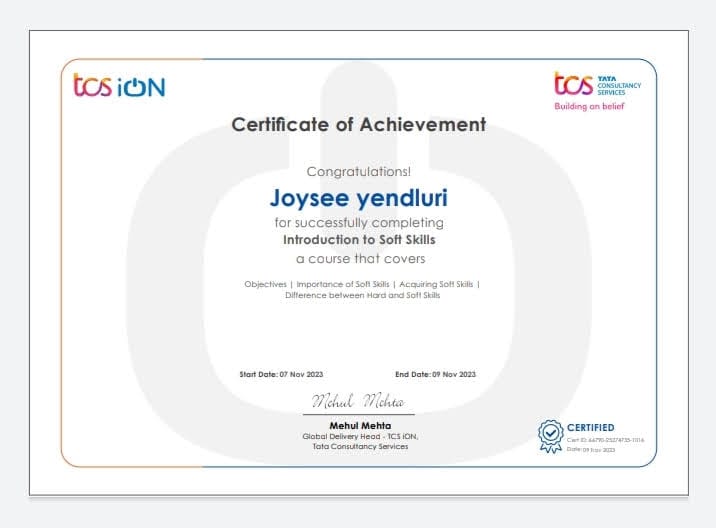 tcs iON
tcs TATA
CONSULTANCY
SERVICES
Building on belief
Certificate of Achievement
Congratulations!
Joysee yendluri
for successfully completing
Introduction to Soft Skills
a course that covers
Objectives | Importance of Soft Skills | Acquiring Soft Skills |
Difference between Hard and Soft Skills
Start Date: 07 Nov 2023 End Date: 09 Nov 2023
Mehul Mehta
Mehul Mehta
Global Delivery Head - TCS iON,
Tata Consultancy Services
CERTIFIED
Cert ID: 66790-25274735-1016
Date: 09 Nov 2023